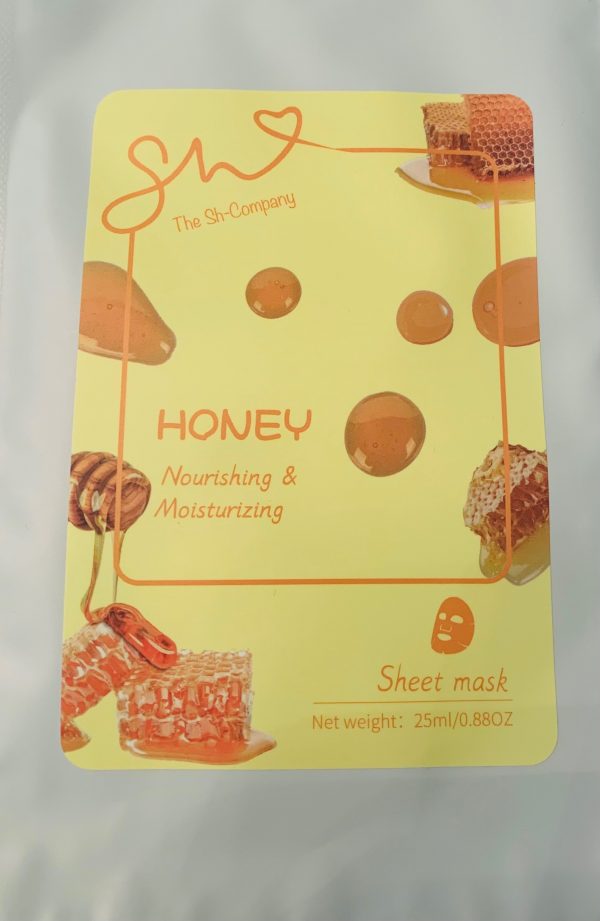 Sh
The Sh-Company
HONEY
Nourishing &
Moisturizing
Sheet mask
Net weight: 25ml/0.88OZ